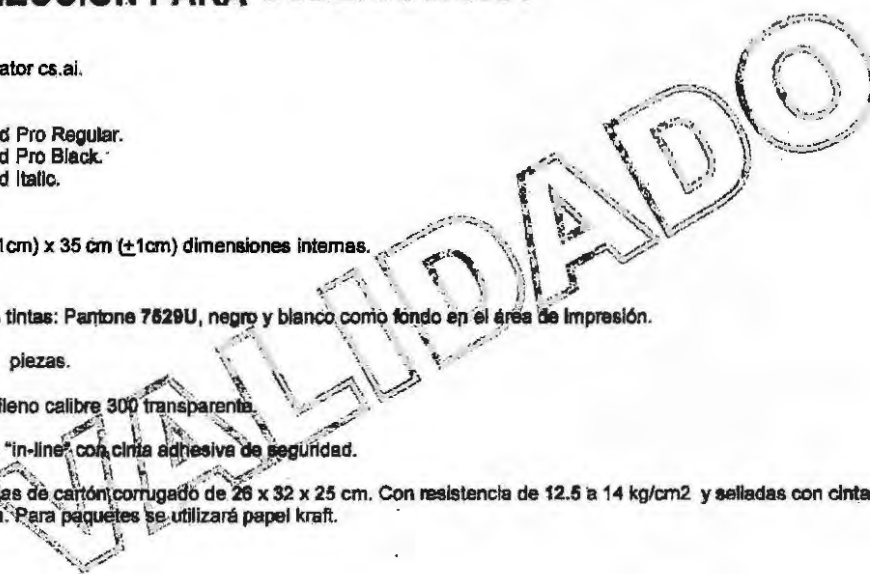 PARA
ator cs.ai.
d Pro Regular.
d Pro Black.
d Italic.
1cm) x 35 cm (±1cm) dimensiones internas.
tintas: Pantone 7529U, negro y blanco como fondo en el área de impresión.
piezas.
ileno calibre 300 transparente.
"in-line" con cinta adhesiva de seguridad.
as de cartón corrugado de 26 x 32 x 25 cm. Con resistencia de 12.5 a 14 kg/cm2 y selladas con cinta
. Para paquetes se utilizará papel kraft.
VALIDADO